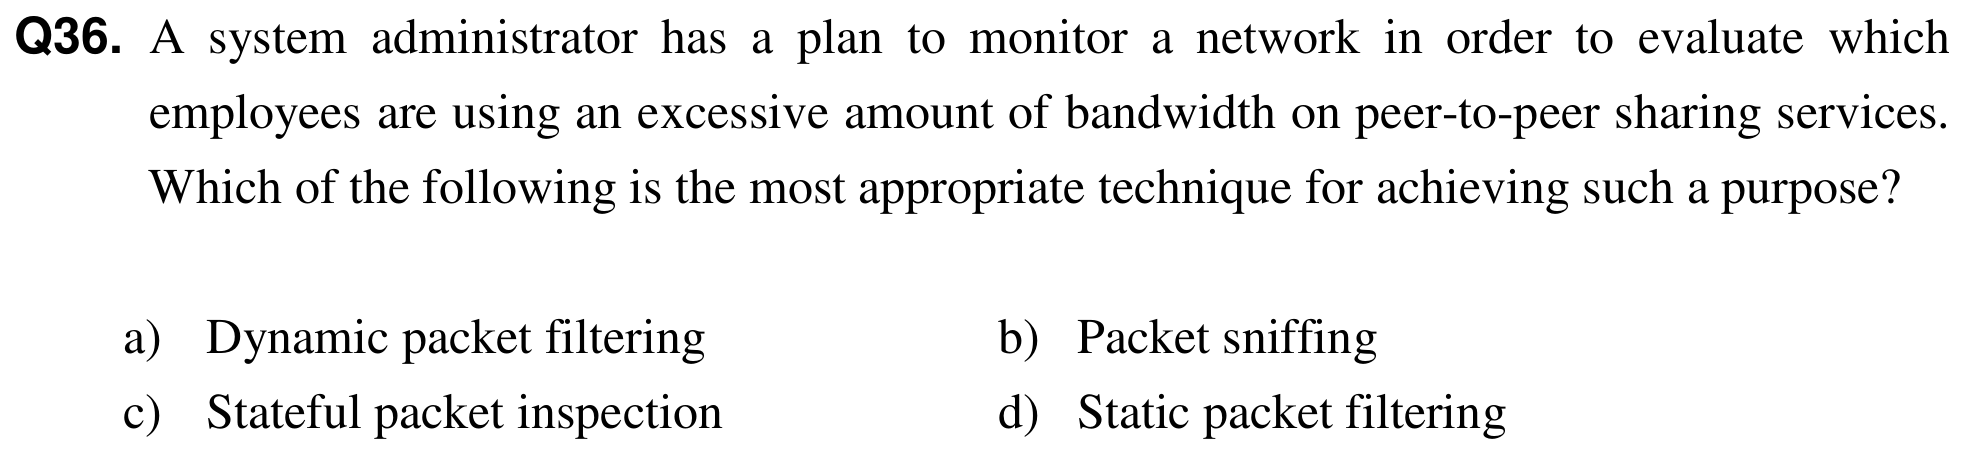 Q36. A system administrator has a plan to monitor a network in order to evaluate which
employees are using an excessive amount of bandwidth on peer-to-peer sharing services.
Which of the following is the most appropriate technique for achieving such a purpose?
a) Dynamic packet filtering b) Packet sniffing
c) Stateful packet inspection d) Static packet filtering